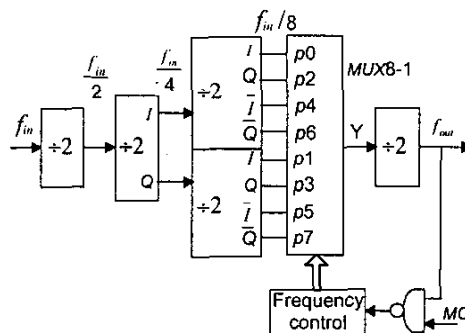 f_in/8
f_in/2
f_in/4
f_in
÷2
÷2
I
Q
÷2
I
Q
I̅
Q̅
÷2
I
Q
I̅
Q̅
p0
p2
p4
p6
p1
p3
p5
p7
MUX8-1
Y
÷2
f_out
Frequency
control
MC